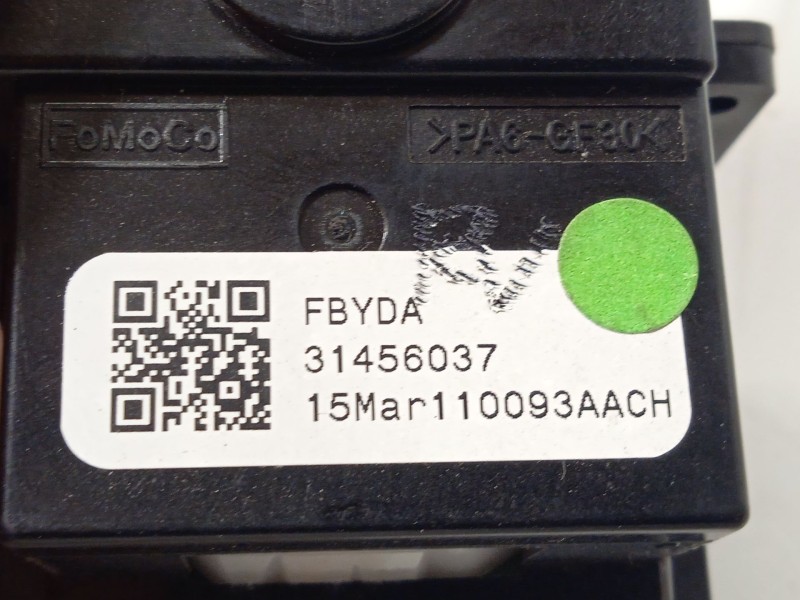 FoMoCo
>PA6-GF30<
FBYDA
31456037
15Mar110093AACH